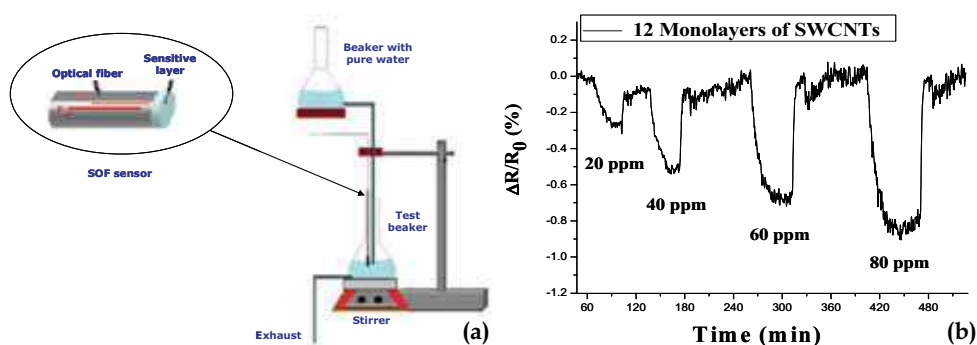 Beaker with
pure water
Sensitive
layer
Optical fiber
SOF sensor
Test
beaker
Stirrer
Exhaust
(a)
12 Monolayers of SWCNTs
0.2
0.0
-0.2
-0.4
-0.6
-0.8
-1.0
-1.2
ΔR/R0 (%)
20 ppm
40 ppm
60 ppm
80 ppm
60 120 180 240 300 360 420 480
Time (min)
(b)